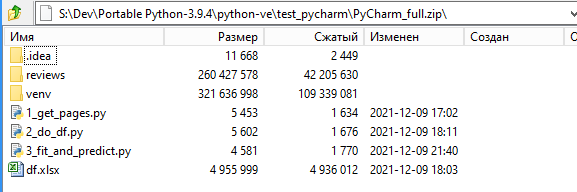 S:\Dev\Portable Python-3.9.4\python-ve\test_pycharm\PyCharm_full.zip\
Имя Размер Сжатый Изменен Создан
.idea 11 668 2 449
reviews 260 427 578 42 205 630
venv 321 636 998 109 339 081
1_get_pages.py 5 453 1 634 2021-12-09 17:02
2_do_df.py 5 602 1 676 2021-12-09 18:11
3_fit_and_predict.py 4 581 1 770 2021-12-09 21:40
df.xlsx 4 955 999 4 936 012 2021-12-09 18:03